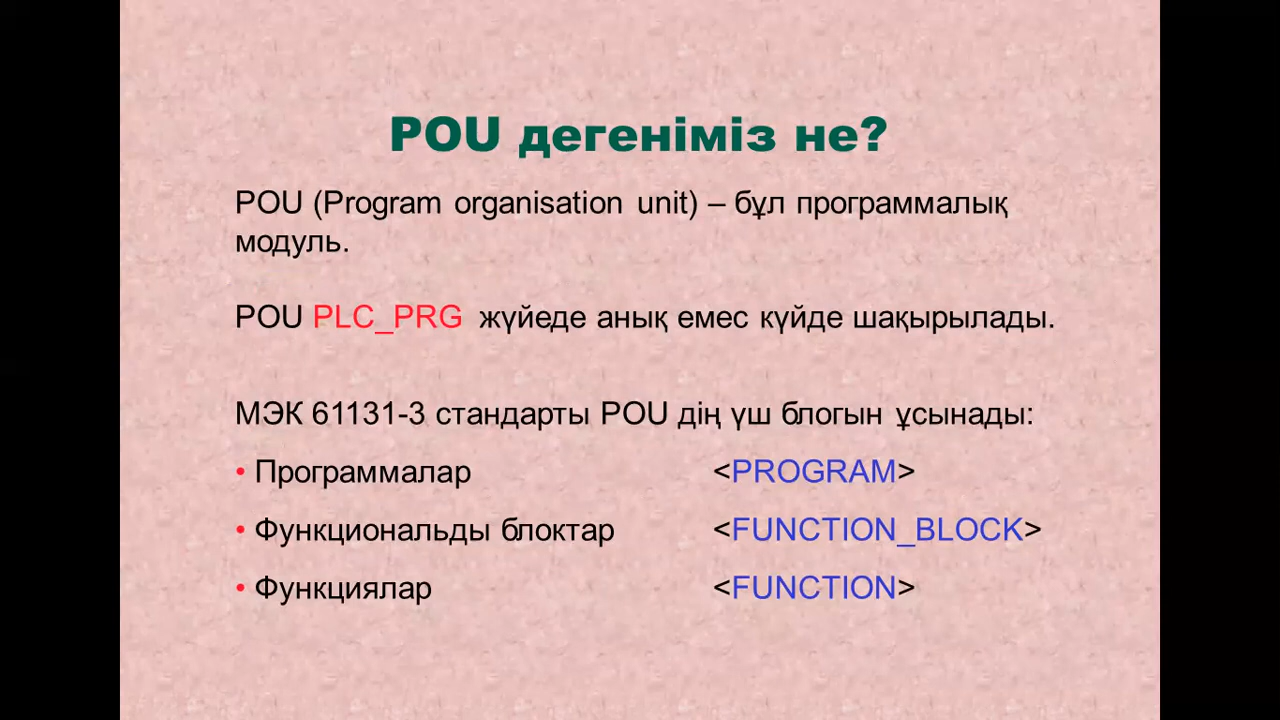 POU дегеніміз не?
POU (Program organisation unit) – бұл программалық
модуль.
POU PLC_PRG жүйеде анық емес күйде шақырылады.
МЭК 61131-3 стандарты POU дің үш блогын ұсынады:
• Программалар <PROGRAM>
• Функциональды блоктар <FUNCTION_BLOCK>
• Функциялар <FUNCTION>